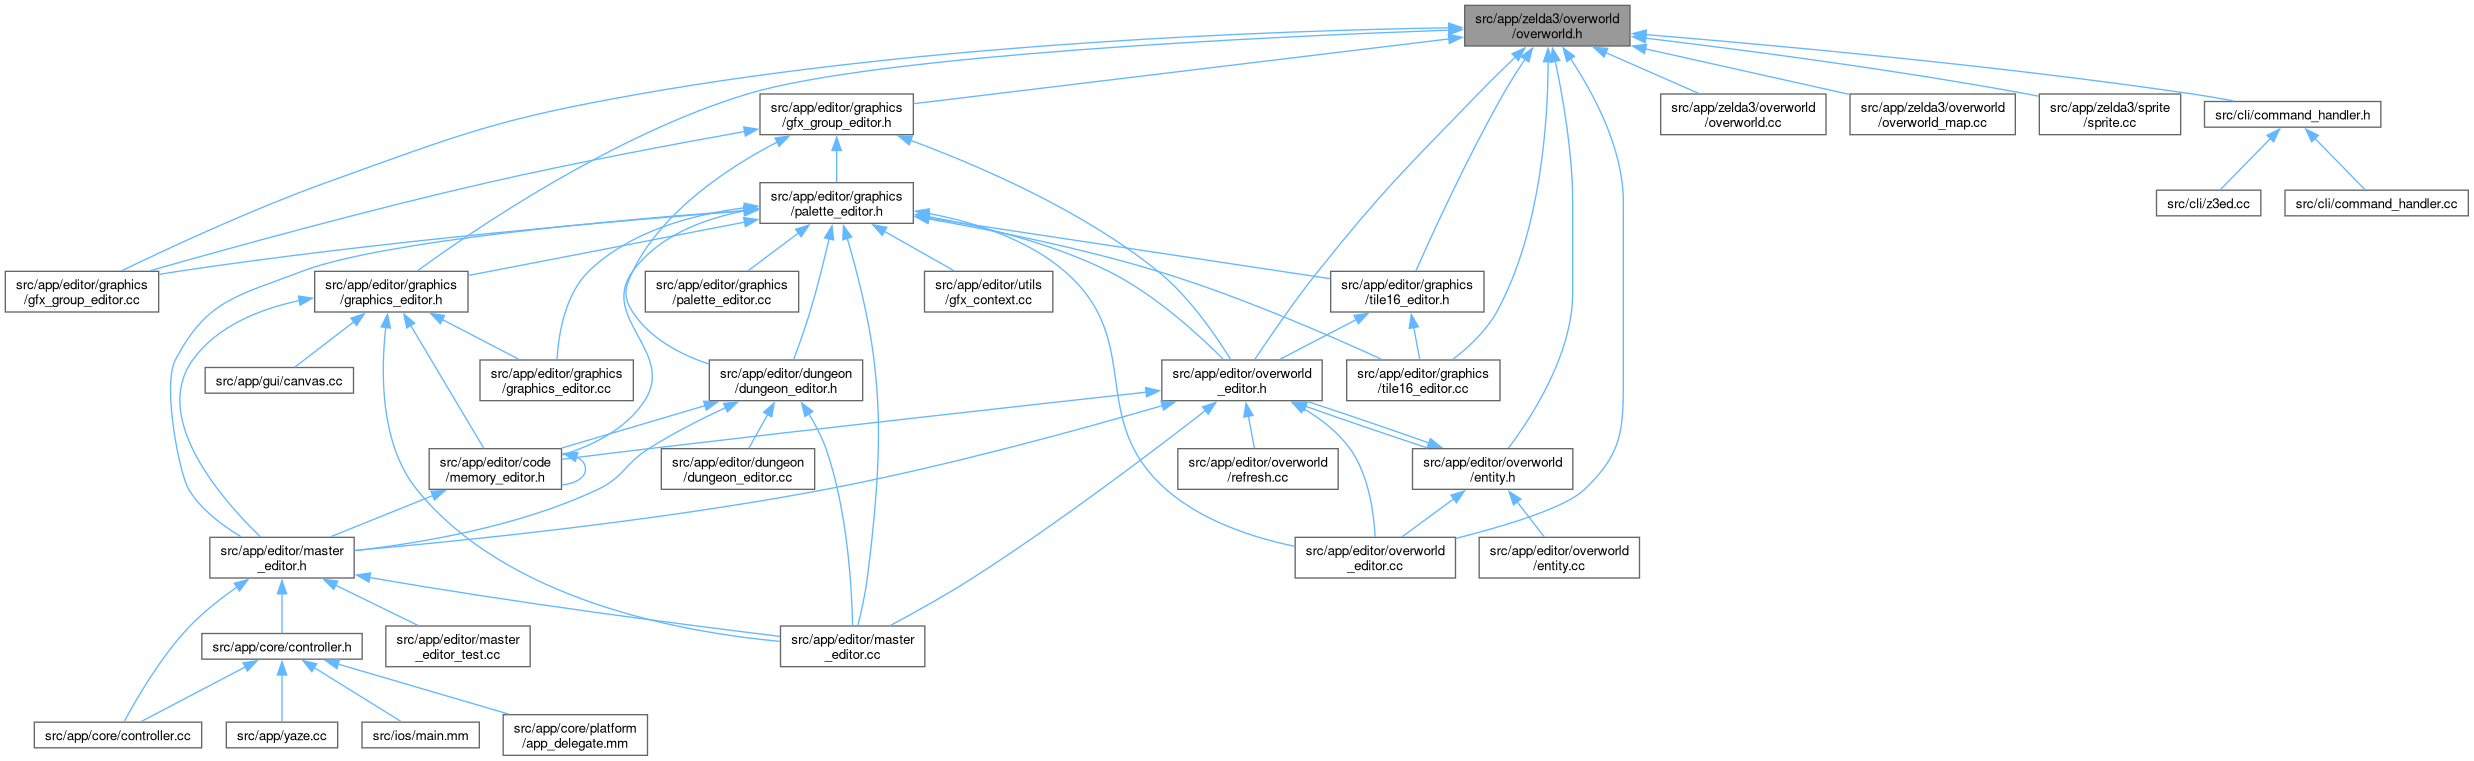 src/app/zelda3/overworld
/overworld.h
src/app/editor/graphics
/gfx_group_editor.h
src/app/zelda3/overworld
/overworld.cc
src/app/zelda3/overworld
/overworld_map.cc
src/app/zelda3/sprite
/sprite.cc
src/cli/command_handler.h
src/app/editor/graphics
/palette_editor.h
src/cli/z3ed.cc
src/cli/command_handler.cc
src/app/editor/graphics
/gfx_group_editor.cc
src/app/editor/graphics
/graphics_editor.h
src/app/editor/graphics
/palette_editor.cc
src/app/editor/utils
/gfx_context.cc
src/app/editor/graphics
/tile16_editor.h
src/app/gui/canvas.cc
src/app/editor/graphics
/graphics_editor.cc
src/app/editor/dungeon
/dungeon_editor.h
src/app/editor/overworld
_editor.h
src/app/editor/graphics
/tile16_editor.cc
src/app/editor/code
/memory_editor.h
src/app/editor/dungeon
/dungeon_editor.cc
src/app/editor/overworld
/refresh.cc
src/app/editor/overworld
/entity.h
src/app/editor/master
_editor.h
src/app/editor/overworld
_editor.cc
src/app/editor/overworld
/entity.cc
src/app/core/controller.h
src/app/editor/master
_editor_test.cc
src/app/editor/master
_editor.cc
src/app/core/controller.cc
src/app/yaze.cc
src/ios/main.mm
src/app/core/platform
/app_delegate.mm